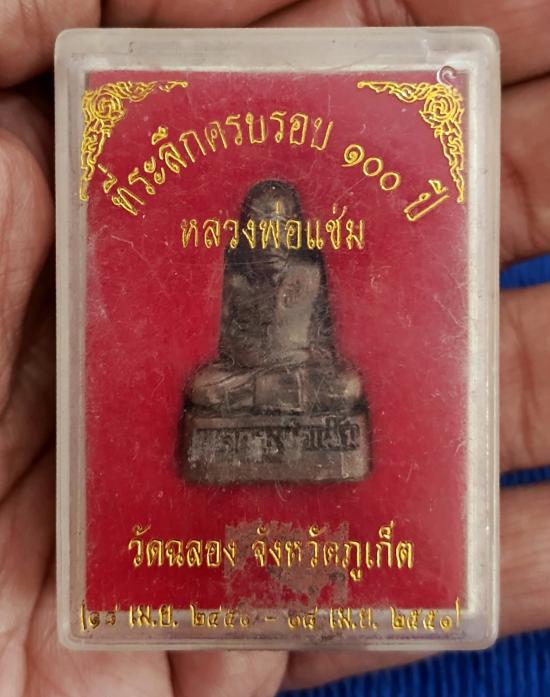 ที่ระลึกครบรอบ ๑๐๐ ปี
หลวงพ่อแช่ม
วัดฉลอง จังหวัดภูเก็ต
เม.ย. ๒๔๕๑ - ๑๘ เม.ย. ๒๕๕๑